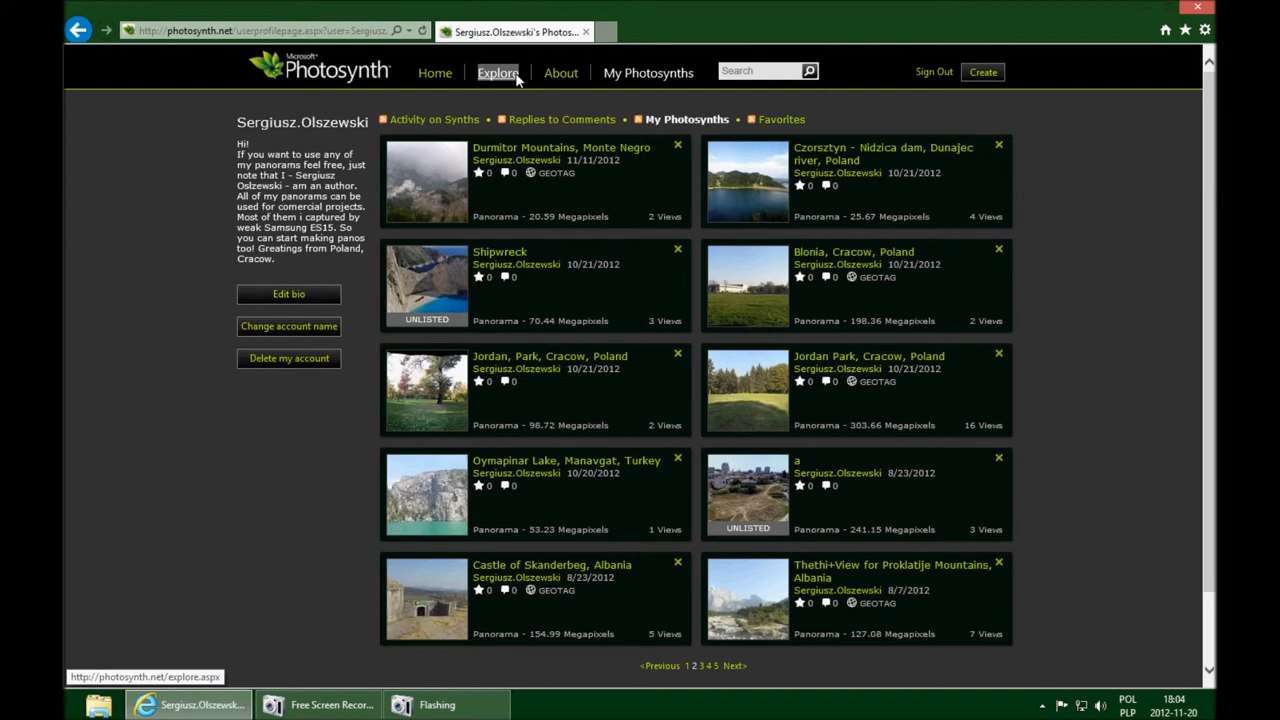 http://photosynth.net/userprofilepage.aspx?user=Sergiusz.
Sergiusz.Olszewski's Photos...
Microsoft®
Photosynth™
Home
Explore
About
My Photosynths
Search
Sign Out
Create
Sergiusz.Olszewski
Hi!
If you want to use any of
my panorams feel free, just
note that I - Sergiusz
Oslzewski - am an author.
All of my panorams can be
used for comercial projects.
Most of them i captured by
weak Samsung ES15. So
you can start making panos
too! Greatings from Poland,
Cracow.
Edit bio
Change account name
Delete my account
Activity on Synths • Replies to Comments • My Photosynths • Favorites
Durmitor Mountains, Monte Negro
Sergiusz.Olszewski 11/11/2012
0 0 GEOTAG
Panorama - 20.59 Megapixels 2 Views
Czorsztyn - Nidzica dam, Dunajec
river, Poland
Sergiusz.Olszewski 10/21/2012
0 0
Panorama - 25.67 Megapixels 4 Views
Shipwreck
Sergiusz.Olszewski 10/21/2012
0 0
UNLISTED
Panorama - 70.44 Megapixels 3 Views
Blonia, Cracow, Poland
Sergiusz.Olszewski 10/21/2012
0 0 GEOTAG
Panorama - 198.36 Megapixels 2 Views
Jordan, Park, Cracow, Poland
Sergiusz.Olszewski 10/21/2012
0 0
Panorama - 96.72 Megapixels 2 Views
Jordan Park, Cracow, Poland
Sergiusz.Olszewski 10/21/2012
0 0 GEOTAG
Panorama - 303.66 Megapixels 16 Views
Oymapinar Lake, Manavgat, Turkey
Sergiusz.Olszewski 10/20/2012
0 0
Panorama - 53.23 Megapixels 1 Views
a
Sergiusz.Olszewski 8/23/2012
0 0
UNLISTED
Panorama - 241.15 Megapixels 3 Views
Castle of Skanderbeg, Albania
Sergiusz.Olszewski 8/23/2012
0 0 GEOTAG
Panorama - 154.99 Megapixels 5 Views
Thethi+View for Proklatije Mountains,
Albania
Sergiusz.Olszewski 8/7/2012
0 0 GEOTAG
Panorama - 127.08 Megapixels 7 Views
<Previous 1 2 3 4 5 Next>
http://photosynth.net/explore.aspx
Sergiusz.Olszewsk...
Free Screen Recor...
Flashing
POL
PLP
18:04
2012-11-20